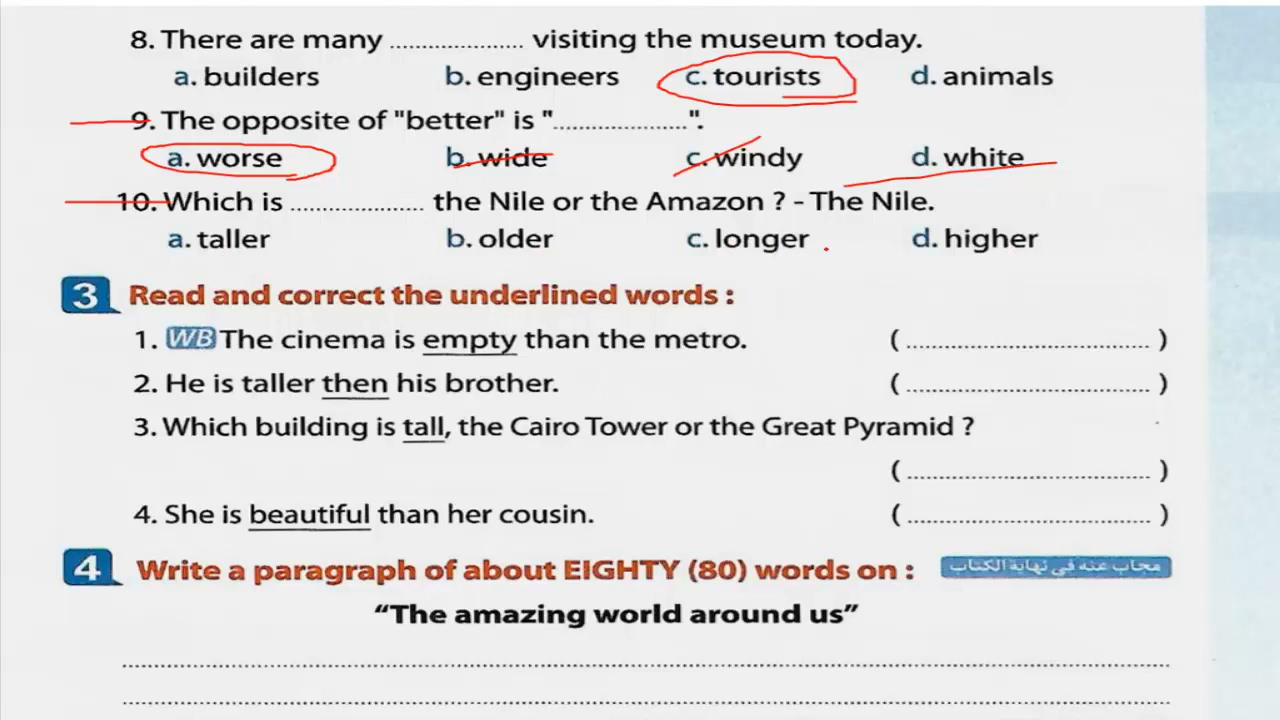 8. There are many .................... visiting the museum today.
a. builders b. engineers c. tourists d. animals
9. The opposite of "better" is "....................".
a. worse b. wide c. windy d. white
10. Which is .................... the Nile or the Amazon ? - The Nile.
a. taller b. older c. longer d. higher
3 Read and correct the underlined words :
1. WB The cinema is empty than the metro. ( .................................... )
2. He is taller then his brother. ( .................................... )
3. Which building is tall, the Cairo Tower or the Great Pyramid ?
( .................................... )
4. She is beautiful than her cousin. ( .................................... )
4 Write a paragraph of about EIGHTY (80) words on : مجاب عنه في نهاية الكتاب
“The amazing world around us”